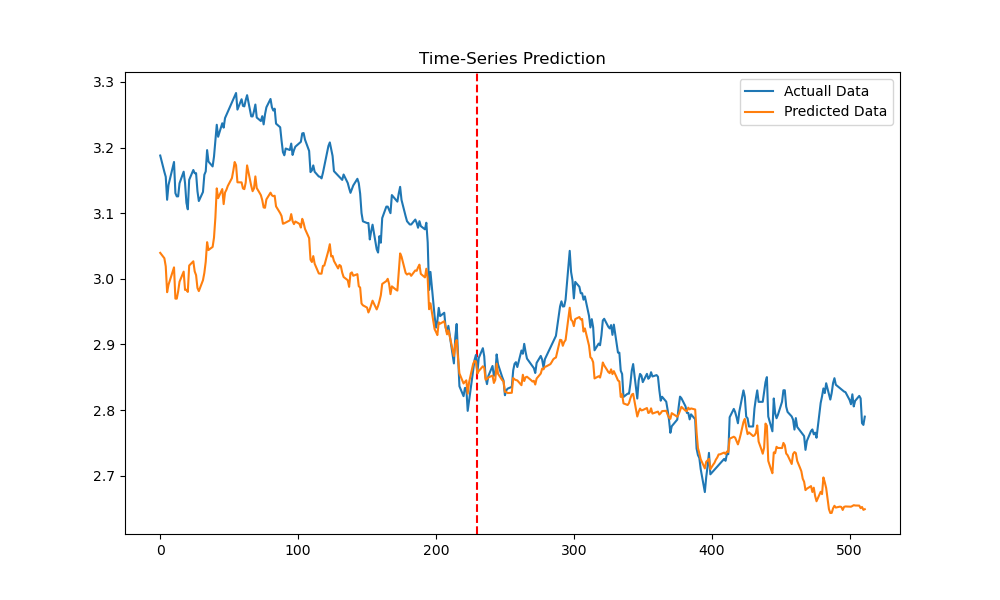 Time-Series Prediction
Actuall Data
Predicted Data
3.3
3.2
3.1
3.0
2.9
2.8
2.7
0 100 200 300 400 500